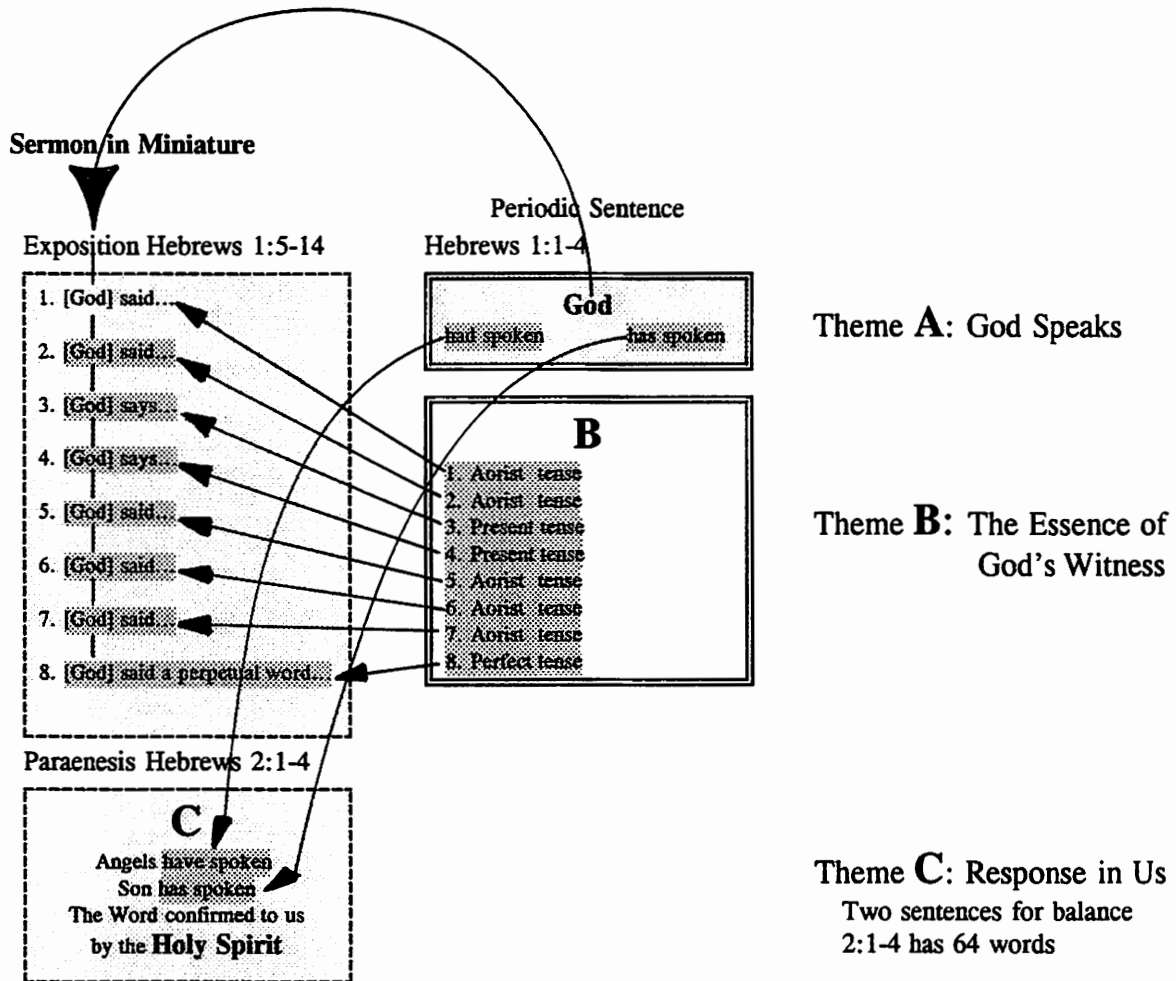 Sermon in Miniature
Periodic Sentence
Exposition Hebrews 1:5-14
Hebrews 1:1-4
1. [God] said...
2. [God] said...
3. [God] says...
4. [God] says...
5. [God] said...
6. [God] said...
7. [God] said...
8. [God] said a perpetual word...
God
had spoken
has spoken
B
1. Aorist tense
2. Aorist tense
3. Present tense
4. Present tense
5. Aorist tense
6. Aorist tense
7. Aorist tense
8. Perfect tense
Paraenesis Hebrews 2:1-4
C
Angels have spoken
Son has spoken
The Word confirmed to us
by the Holy Spirit
Theme A: God Speaks
Theme B: The Essence of
God's Witness
Theme C: Response in Us
Two sentences for balance
2:1-4 has 64 words